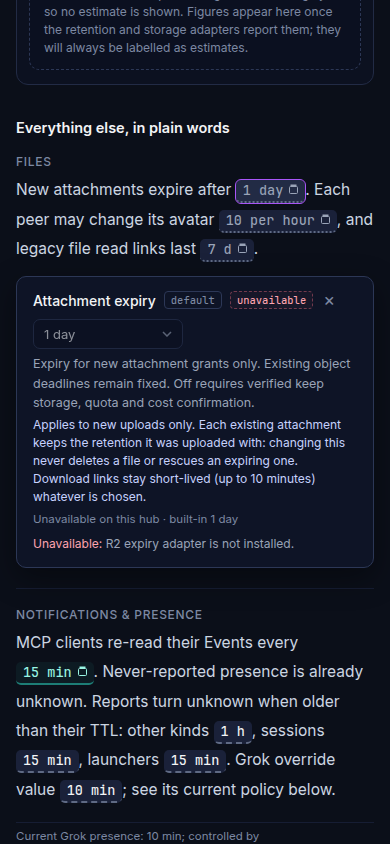 so no estimate is shown. Figures appear here once
the retention and storage adapters report them; they
will always be labelled as estimates.
Everything else, in plain words
FILES
New attachments expire after 1 day. Each
peer may change its avatar 10 per hour, and
legacy file read links last 7 d.
Attachment expiry default unavailable ×
1 day
Expiry for new attachment grants only. Existing object
deadlines remain fixed. Off requires verified keep
storage, quota and cost confirmation.
Applies to new uploads only. Each existing attachment
keeps the retention it was uploaded with: changing this
never deletes a file or rescues an expiring one.
Download links stay short-lived (up to 10 minutes)
whatever is chosen.
Unavailable on this hub · built-in 1 day
Unavailable: R2 expiry adapter is not installed.
NOTIFICATIONS & PRESENCE
MCP clients re-read their Events every
15 min. Never-reported presence is already
unknown. Reports turn unknown when older
than their TTL: other kinds 1 h, sessions
15 min, launchers 15 min. Grok override
value 10 min; see its current policy below.
Current Grok presence: 10 min; controlled by